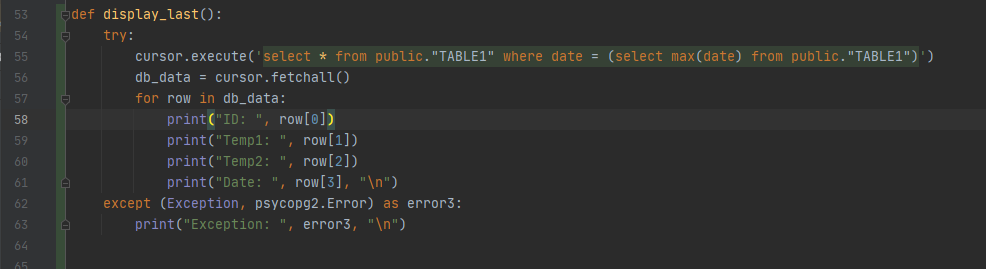 53 def display_last():
54 try:
55 cursor.execute('select * from public."TABLE1" where date = (select max(date) from public."TABLE1")')
56 db_data = cursor.fetchall()
57 for row in db_data:
58 print("ID: ", row[0])
59 print("Temp1: ", row[1])
60 print("Temp2: ", row[2])
61 print("Date: ", row[3], "\n")
62 except (Exception, psycopg2.Error) as error3:
63 print("Exception: ", error3, "\n")
64
65